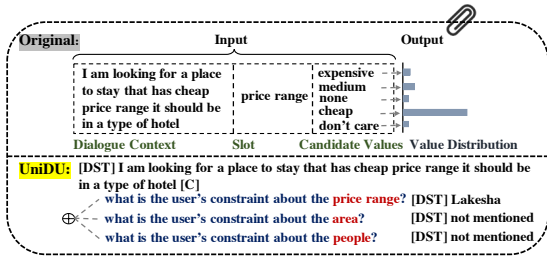 Original: Input Output
I am looking for a place
to stay that has cheap
price range it should be
in a type of hotel
price range
expensive
medium
none
cheap
don't care
Dialogue Context Slot Candidate Values Value Distribution
UniDU: [DST] I am looking for a place to stay that has cheap price range it should be
in a type of hotel [C]
what is the user's constraint about the price range? [DST] Lakesha
what is the user's constraint about the area? [DST] not mentioned
what is the user's constraint about the people? [DST] not mentioned